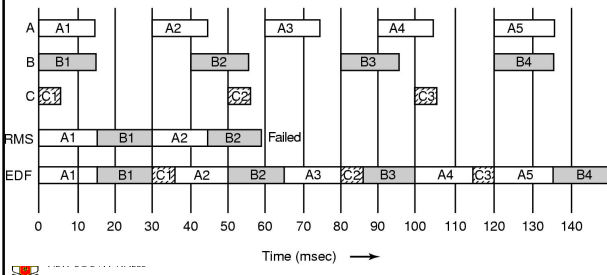 A A1 A2 A3 A4 A5
B B1 B2 B3 B4
C C1 C2 C3
RMS A1 B1 A2 B2 Failed
EDF A1 B1 C1 A2 B2 A3 C2 B3 A4 C3 A5 B4
0 10 20 30 40 50 60 70 80 90 100 110 120 130 140
Time (msec)